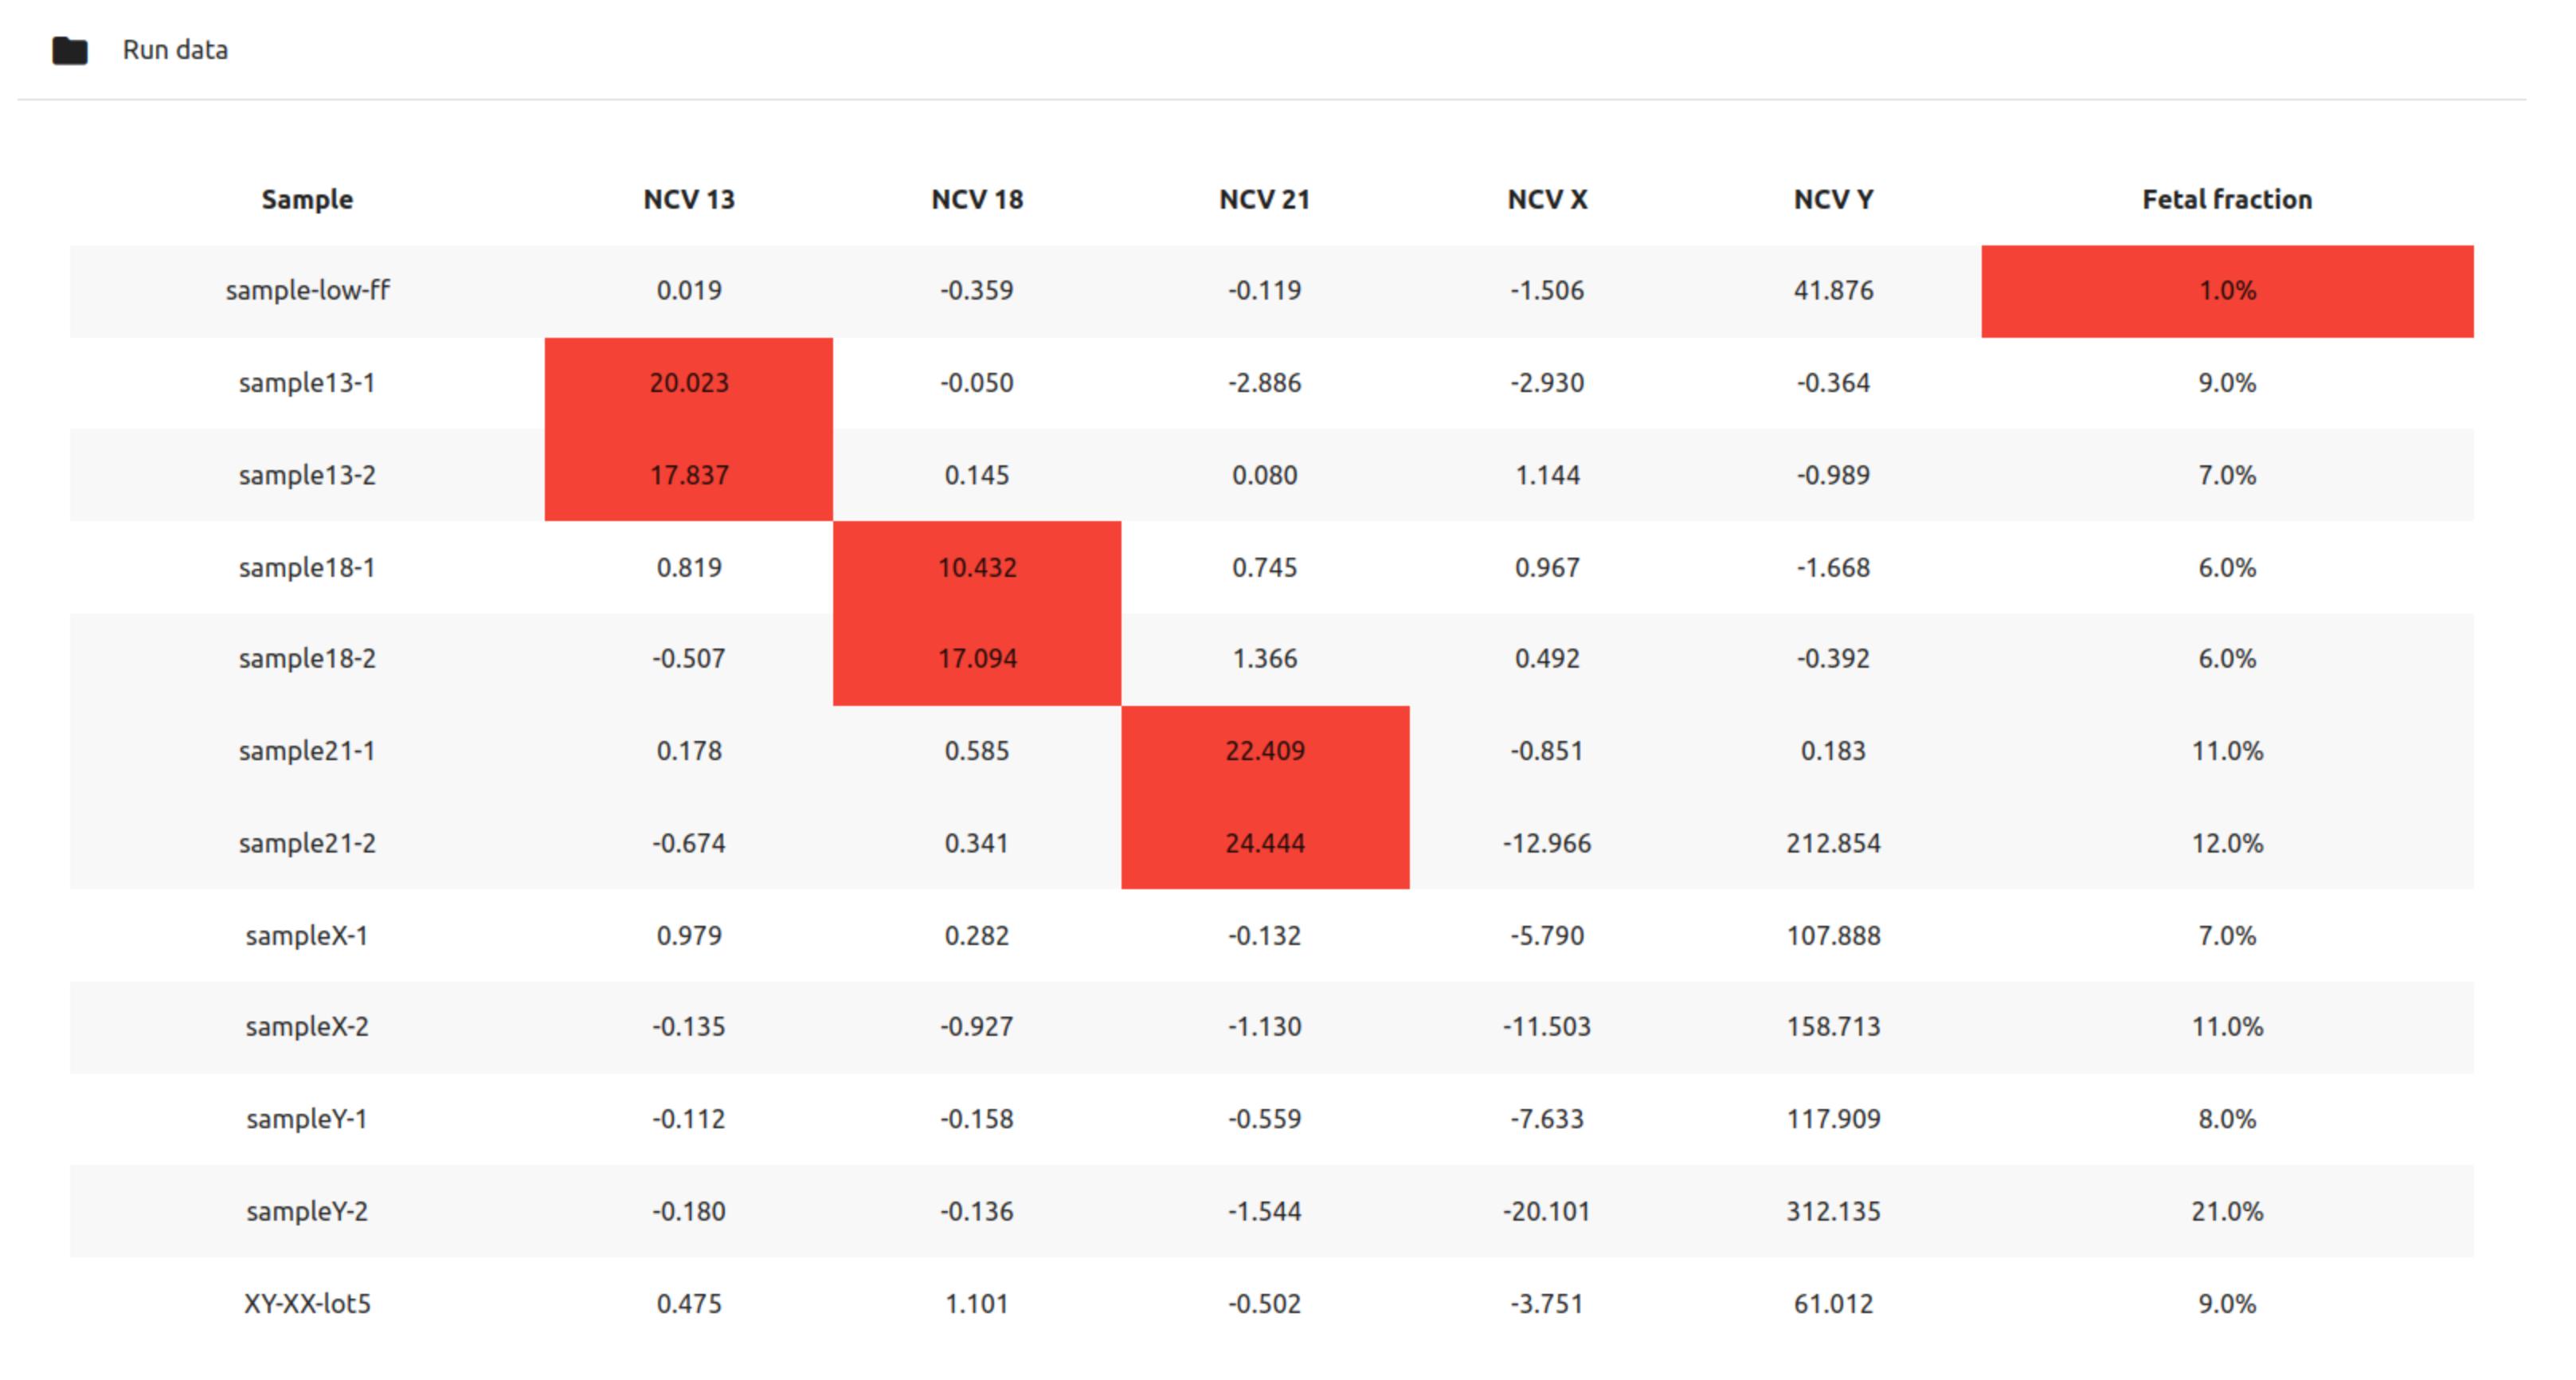 Run data
Sample NCV 13 NCV 18 NCV 21 NCV X NCV Y Fetal fraction
sample-low-ff 0.019 -0.359 -0.119 -1.506 41.876 1.0%
sample13-1 20.023 -0.050 -2.886 -2.930 -0.364 9.0%
sample13-2 17.837 0.145 0.080 1.144 -0.989 7.0%
sample18-1 0.819 10.432 0.745 0.967 -1.668 6.0%
sample18-2 -0.507 17.094 1.366 0.492 -0.392 6.0%
sample21-1 0.178 0.585 22.409 -0.851 0.183 11.0%
sample21-2 -0.674 0.341 24.444 -12.966 212.854 12.0%
sampleX-1 0.979 0.282 -0.132 -5.790 107.888 7.0%
sampleX-2 -0.135 -0.927 -1.130 -11.503 158.713 11.0%
sampleY-1 -0.112 -0.158 -0.559 -7.633 117.909 8.0%
sampleY-2 -0.180 -0.136 -1.544 -20.101 312.135 21.0%
XY-XX-lot5 0.475 1.101 -0.502 -3.751 61.012 9.0%